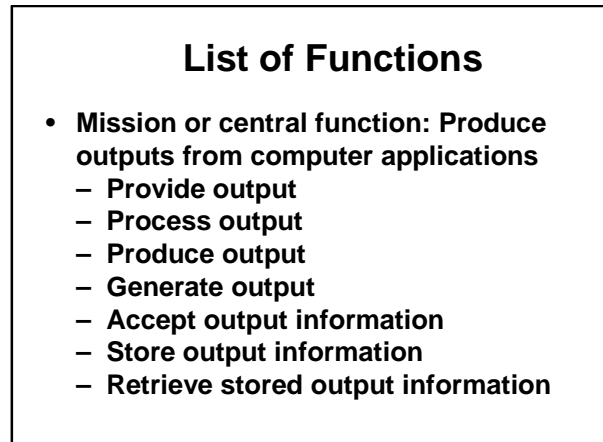 List of Functions
• Mission or central function: Produce
outputs from computer applications
– Provide output
– Process output
– Produce output
– Generate output
– Accept output information
– Store output information
– Retrieve stored output information